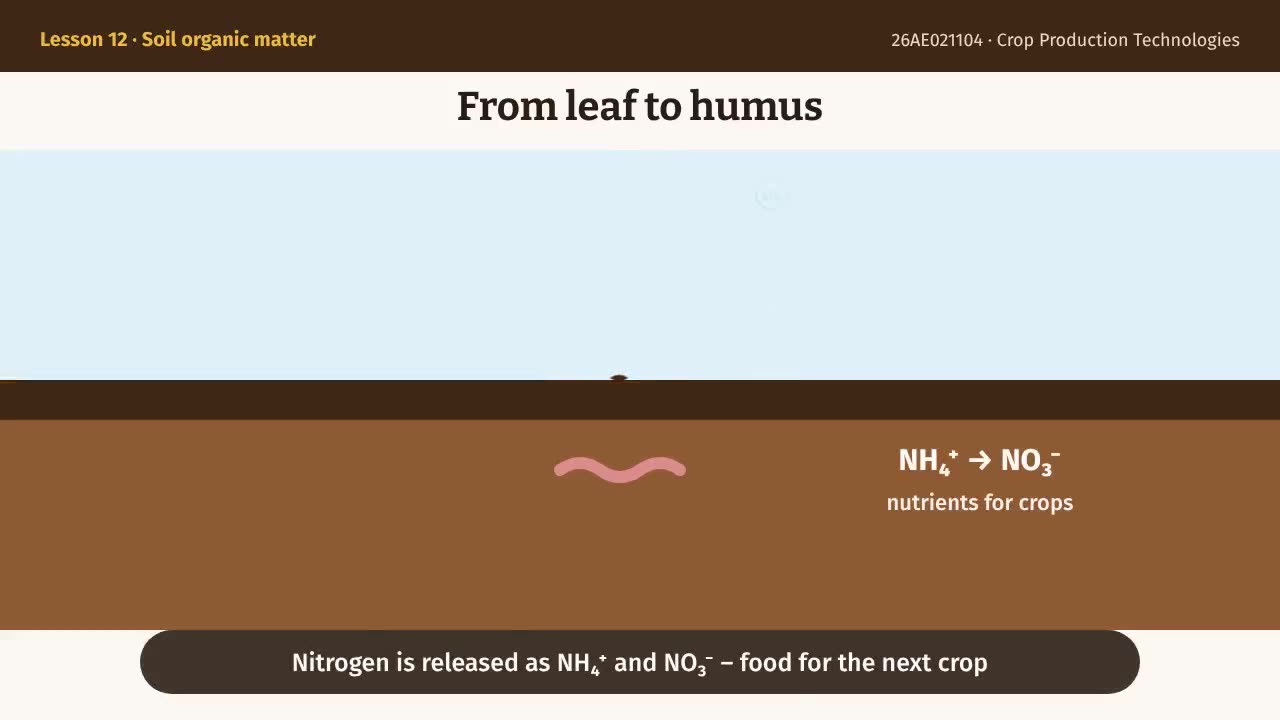 Lesson 12 · Soil organic matter
26AE021104 · Crop Production Technologies
From leaf to humus
NH₄⁺ → NO₃⁻
nutrients for crops
Nitrogen is released as NH₄⁺ and NO₃⁻ – food for the next crop